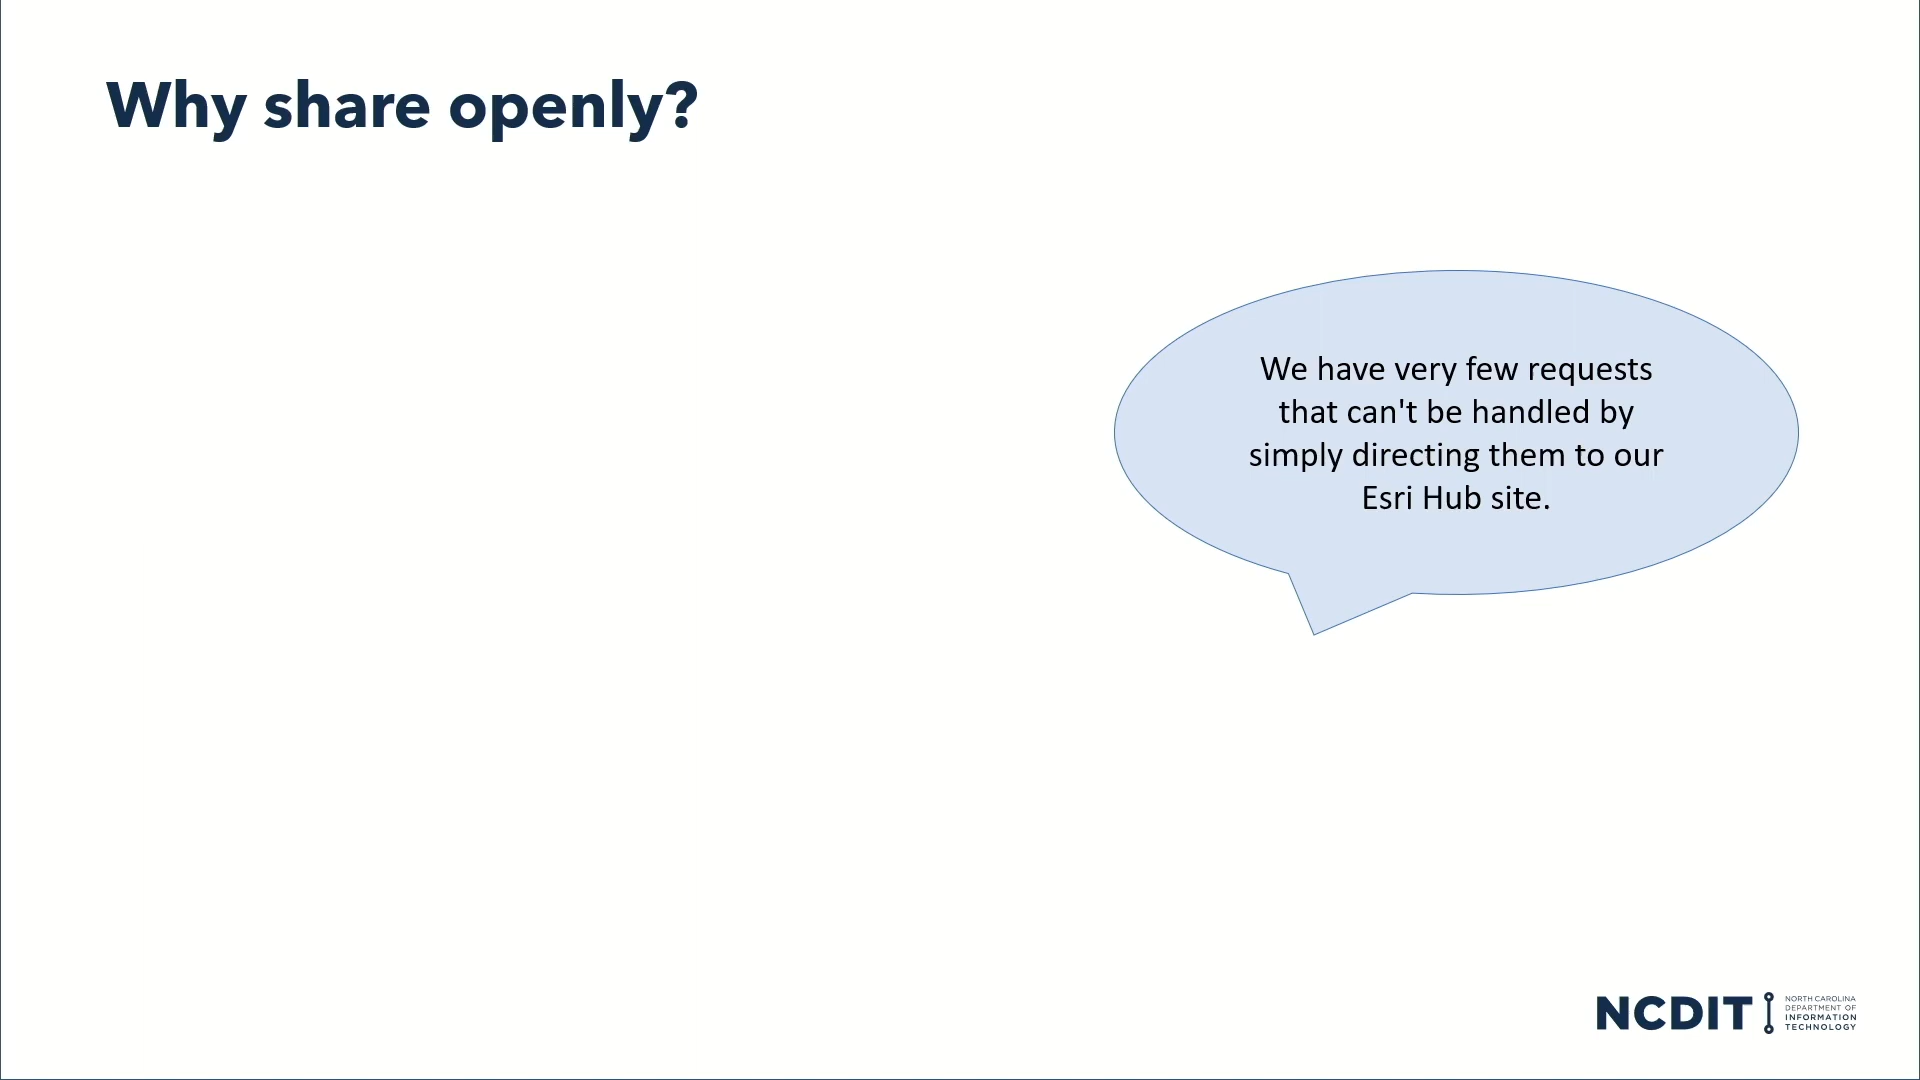 Why share openly?
We have very few requests
that can't be handled by
simply directing them to our
Esri Hub site.
NCDIT
NORTH CAROLINA
DEPARTMENT OF
INFORMATION
TECHNOLOGY